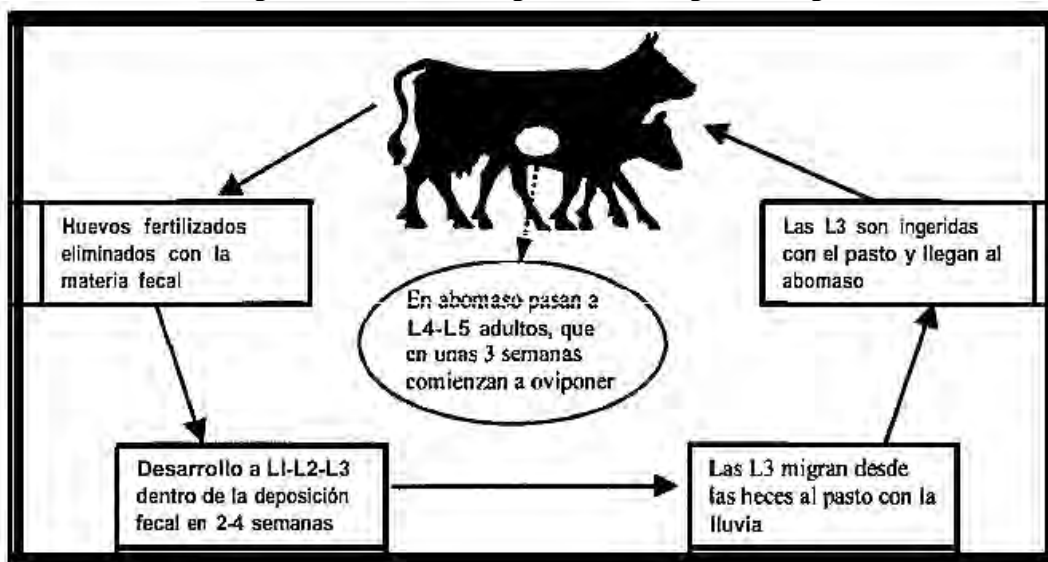 Huevos fertilizados
eliminados con la
materia fecal
Desarrollo a L1-L2-L3
dentro de la deposición
fecal en 2-4 semanas
Las L3 migran desde
las heces al pasto con la
lluvia
Las L3 son ingeridas
con el pasto y llegan al
abomaso
En abomaso pasan a
L4-L5 adultos, que
en unas 3 semanas
comienzan a oviponer